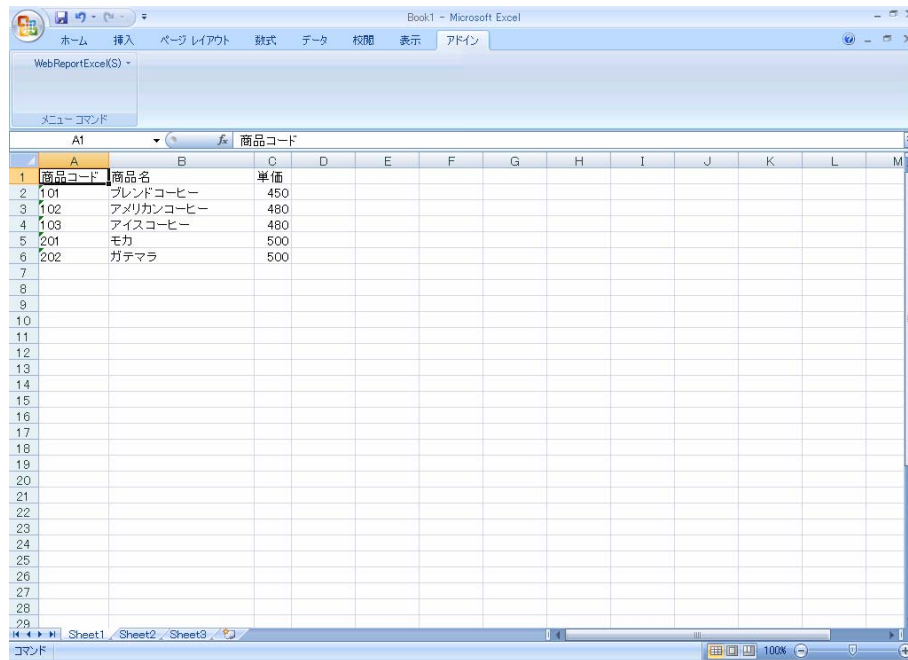 Book1 - Microsoft Excel
ホーム 挿入 ページ レイアウト 数式 データ 校閲 表示 アドイン
WebReportExcel(S)
メニュー コマンド
A1 fx 商品コード
A B C D E F G H I J K L M
1 商品コード 商品名 単価
2 101 ブレンドコーヒー 450
3 102 アメリカンコーヒー 480
4 103 アイスコーヒー 480
5 201 モカ 500
6 202 ガテマラ 500
7
8
9
10
11
12
13
14
15
16
17
18
19
20
21
22
23
24
25
26
27
28
29
Sheet1 Sheet2 Sheet3
コマンド 100%